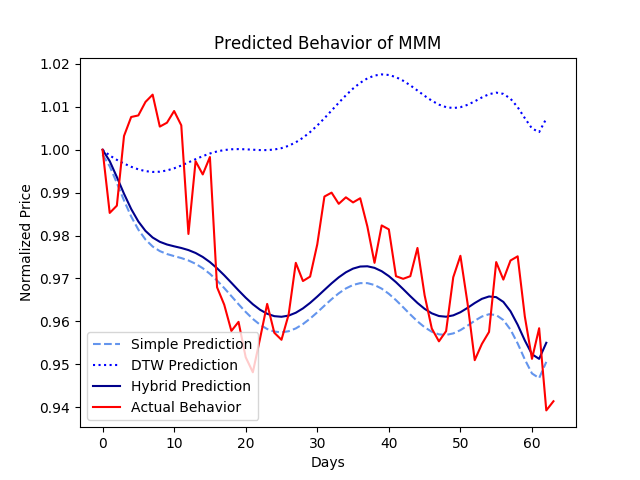 Predicted Behavior of MMM
1.02
1.01
1.00
0.99
0.98
0.97
0.96
0.95
0.94
Normalized Price
Simple Prediction
DTW Prediction
Hybrid Prediction
Actual Behavior
0 10 20 30 40 50 60
Days